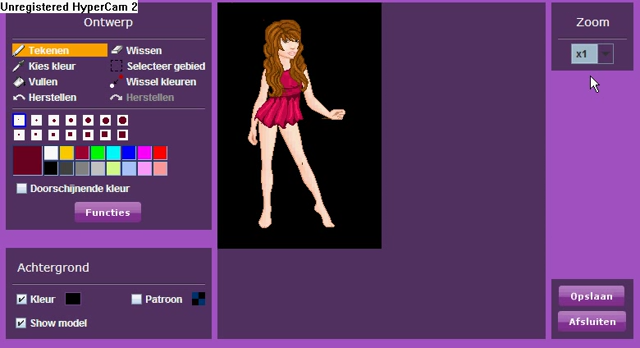 Unregistered HyperCam 2
Ontwerp
Tekenen
Wissen
Kies kleur
Selecteer gebied
Vullen
Wissel kleuren
Herstellen
Herstellen
Doorschijnende kleur
Functies
Achtergrond
Kleur
Patroon
Show model
Zoom
x1
Opslaan
Afsluiten